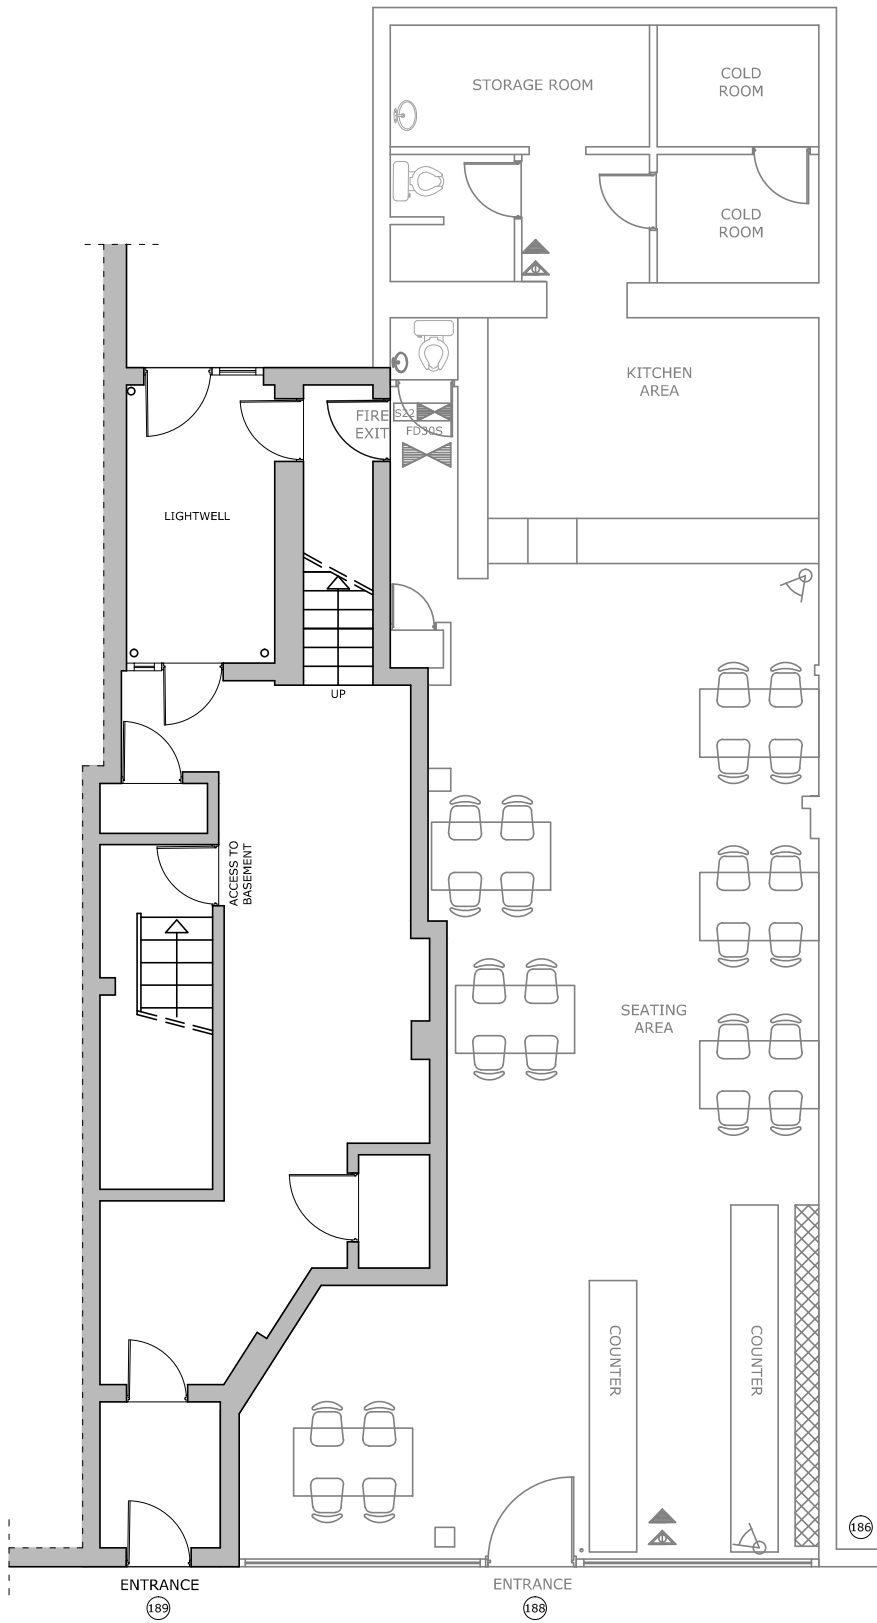 STORAGE ROOM
COLD
ROOM
COLD
ROOM
KITCHEN
AREA
FIRE
EXIT
S22
FD30S
LIGHTWELL
UP
ACCESS TO
BASEMENT
SEATING
AREA
COUNTER
COUNTER
186
ENTRANCE
189
ENTRANCE
188